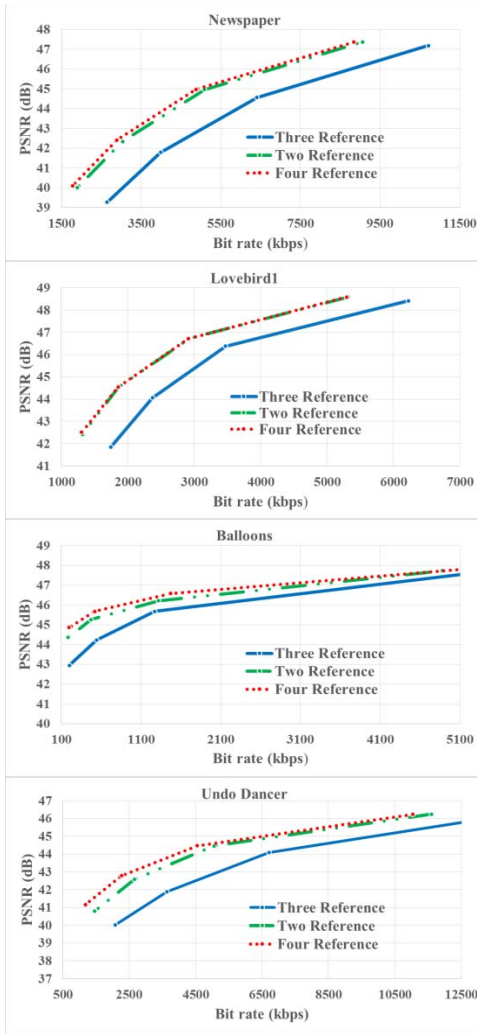 Newspaper
48
47
46
45
44
43
42
41
40
39
PSNR (dB)
Three Reference
Two Reference
Four Reference
1500 3500 5500 7500 9500 11500
Bit rate (kbps)
Lovebird1
49
48
47
46
45
44
43
42
41
PSNR (dB)
Three Reference
Two Reference
Four Reference
1000 2000 3000 4000 5000 6000 7000
Bit rate (kbps)
Balloons
49
48
47
46
45
44
43
42
41
40
PSNR (dB)
Three Reference
Two Reference
Four Reference
100 1100 2100 3100 4100 5100
Bit rate (kbps)
Undo Dancer
47
46
45
44
43
42
41
40
39
38
37
PSNR (dB)
Three Reference
Two Reference
Four Reference
500 2500 4500 6500 8500 10500 12500
Bit rate (kbps)